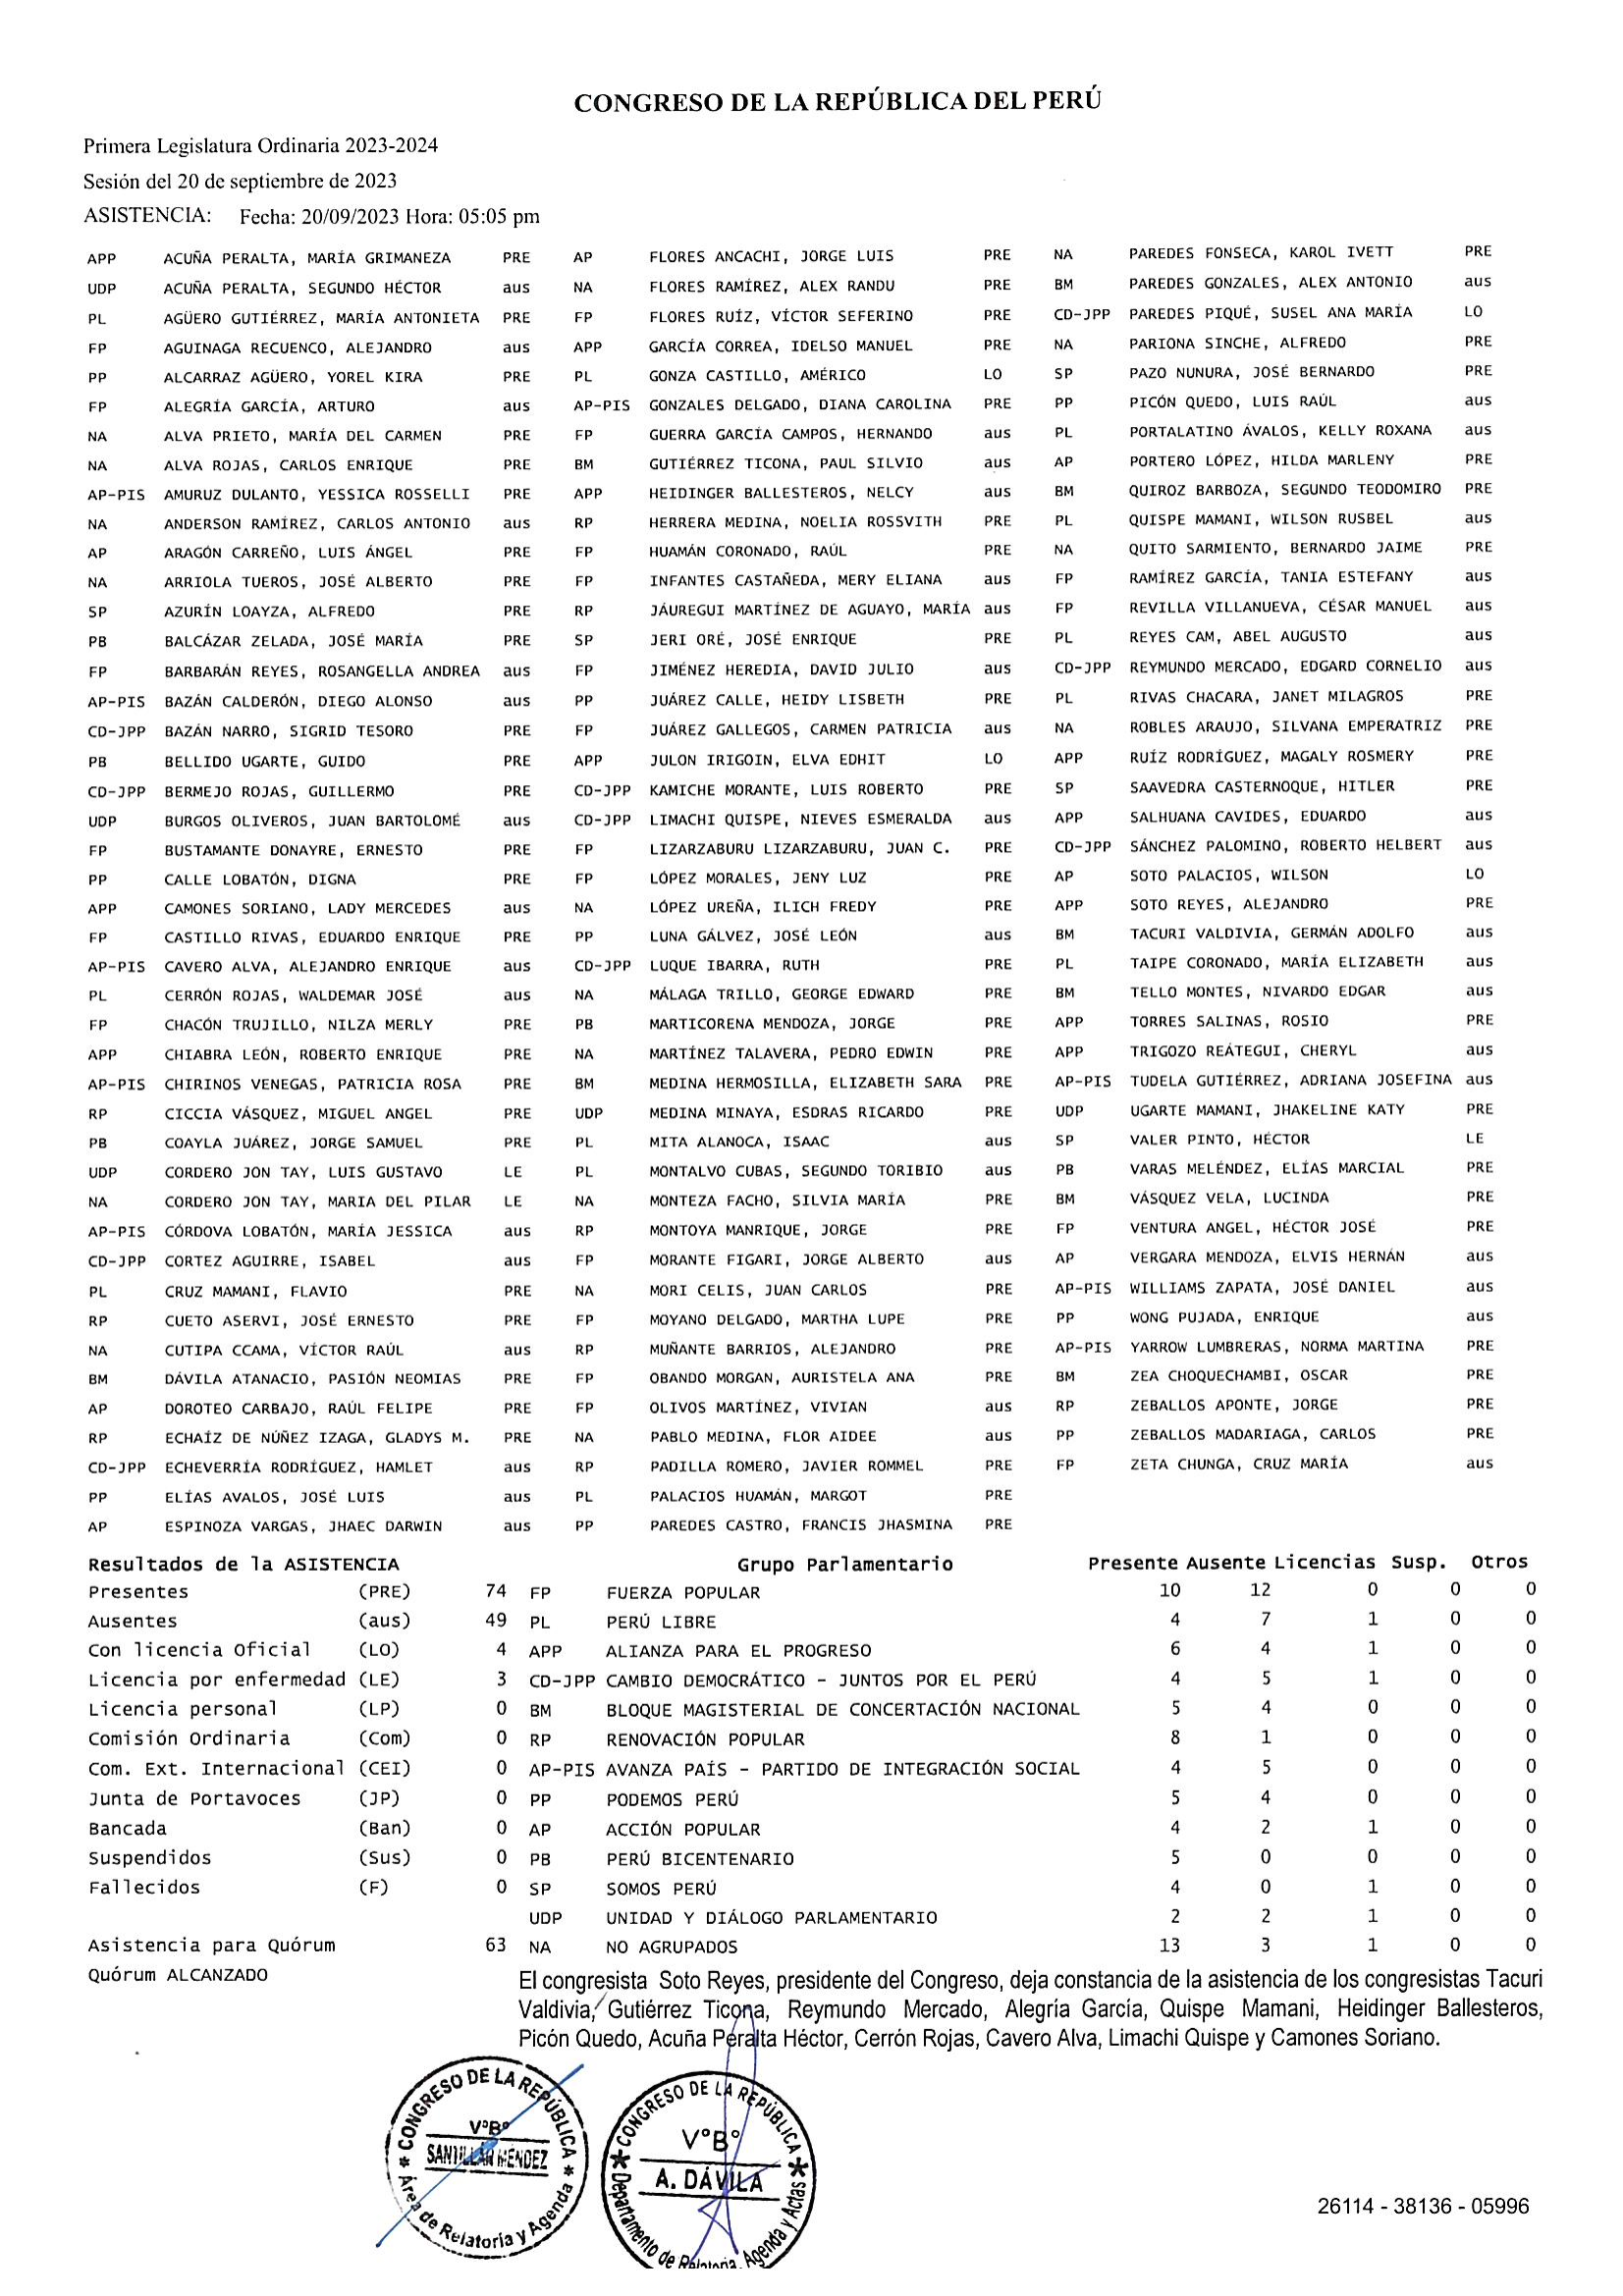 CONGRESO DE LA REPÚBLICA DEL PERÚ
Primera Legislatura Ordinaria 2023-2024
Sesión del 20 de septiembre de 2023
ASISTENCIA: Fecha: 20/09/2023 Hora: 05:05 pm
APP ACUÑA PERALTA, MARÍA GRIMANEZA PRE AP FLORES ANCACHI, JORGE LUIS PRE NA PAREDES FONSECA, KAROL IVETT PRE
UDP ACUÑA PERALTA, SEGUNDO HÉCTOR aus NA FLORES RAMÍREZ, ALEX RANDU PRE BM PAREDES GONZALES, ALEX ANTONIO aus
PL AGÜERO GUTIÉRREZ, MARÍA ANTONIETA PRE FP FLORES RUÍZ, VÍCTOR SEFERINO PRE CD-JPP PAREDES PIQUÉ, SUSEL ANA MARÍA LO
FP AGUINAGA RECUENCO, ALEJANDRO aus APP GARCÍA CORREA, IDELSO MANUEL PRE NA PARIONA SINCHE, ALFREDO PRE
PP ALCARRAZ AGÜERO, YOREL KIRA PRE PL GONZA CASTILLO, AMÉRICO LO SP PAZO NUNURA, JOSÉ BERNARDO PRE
FP ALEGRÍA GARCÍA, ARTURO aus AP-PIS GONZALES DELGADO, DIANA CAROLINA PRE PP PICÓN QUEDO, LUIS RAÚL aus
NA ALVA PRIETO, MARÍA DEL CARMEN PRE FP GUERRA GARCÍA CAMPOS, HERNANDO aus PL PORTALATINO ÁVALOS, KELLY ROXANA aus
NA ALVA ROJAS, CARLOS ENRIQUE PRE BM GUTIÉRREZ TICONA, PAUL SILVIO aus AP PORTERO LÓPEZ, HILDA MARLENY PRE
AP-PIS AMURUZ DULANTO, YESSICA ROSSELLI PRE APP HEIDINGER BALLESTEROS, NELCY aus BM QUIROZ BARBOZA, SEGUNDO TEODOMIRO PRE
NA ANDERSON RAMÍREZ, CARLOS ANTONIO aus RP HERRERA MEDINA, NOELIA ROSSVITH PRE PL QUISPE MAMANI, WILSON RUSBEL aus
AP ARAGÓN CARREÑO, LUIS ÁNGEL PRE FP HUAMÁN CORONADO, RAÚL PRE NA QUITO SARMIENTO, BERNARDO JAIME PRE
NA ARRIOLA TUEROS, JOSÉ ALBERTO PRE FP INFANTES CASTAÑEDA, MERY ELIANA aus FP RAMÍREZ GARCÍA, TANIA ESTEFANY aus
SP AZURÍN LOAYZA, ALFREDO PRE RP JÁUREGUI MARTÍNEZ DE AGUAYO, MARÍA aus FP REVILLA VILLANUEVA, CÉSAR MANUEL aus
PB BALCÁZAR ZELADA, JOSÉ MARÍA PRE SP JERI ORÉ, JOSÉ ENRIQUE PRE PL REYES CAM, ABEL AUGUSTO aus
FP BARBARÁN REYES, ROSANGELLA ANDREA aus FP JIMÉNEZ HEREDIA, DAVID JULIO aus CD-JPP REYMUNDO MERCADO, EDGARD CORNELIO aus
AP-PIS BAZÁN CALDERÓN, DIEGO ALONSO aus PP JUÁREZ CALLE, HEIDY LISBETH PRE PL RIVAS CHACARA, JANET MILAGROS PRE
CD-JPP BAZÁN NARRO, SIGRID TESORO PRE FP JUÁREZ GALLEGOS, CARMEN PATRICIA aus NA ROBLES ARAUJO, SILVANA EMPERATRIZ PRE
PB BELLIDO UGARTE, GUIDO PRE APP JULON IRIGOIN, ELVA EDHIT LO APP RUÍZ RODRÍGUEZ, MAGALY ROSMERY PRE
CD-JPP BERMEJO ROJAS, GUILLERMO PRE CD-JPP KAMICHE MORANTE, LUIS ROBERTO PRE SP SAAVEDRA CASTERNOQUE, HITLER PRE
UDP BURGOS OLIVEROS, JUAN BARTOLOMÉ aus CD-JPP LIMACHI QUISPE, NIEVES ESMERALDA aus APP SALHUANA CAVIDES, EDUARDO aus
FP BUSTAMANTE DONAYRE, ERNESTO PRE FP LIZARZABURU LIZARZABURU, JUAN C. PRE CD-JPP SÁNCHEZ PALOMINO, ROBERTO HELBERT aus
PP CALLE LOBATÓN, DIGNA PRE FP LÓPEZ MORALES, JENY LUZ PRE AP SOTO PALACIOS, WILSON LO
APP CAMONES SORIANO, LADY MERCEDES aus NA LÓPEZ UREÑA, ILICH FREDY PRE APP SOTO REYES, ALEJANDRO PRE
FP CASTILLO RIVAS, EDUARDO ENRIQUE PRE PP LUNA GÁLVEZ, JOSÉ LEÓN aus BM TACURI VALDIVIA, GERMÁN ADOLFO aus
AP-PIS CAVERO ALVA, ALEJANDRO ENRIQUE aus CD-JPP LUQUE IBARRA, RUTH PRE PL TAIPE CORONADO, MARÍA ELIZABETH aus
PL CERRÓN ROJAS, WALDEMAR JOSÉ aus NA MÁLAGA TRILLO, GEORGE EDWARD PRE BM TELLO MONTES, NIVARDO EDGAR aus
FP CHACÓN TRUJILLO, NILZA MERLY PRE PB MARTICORENA MENDOZA, JORGE PRE APP TORRES SALINAS, ROSIO PRE
APP CHIABRA LEÓN, ROBERTO ENRIQUE PRE NA MARTÍNEZ TALAVERA, PEDRO EDWIN PRE APP TRIGOZO REÁTEGUI, CHERYL aus
AP-PIS CHIRINOS VENEGAS, PATRICIA ROSA PRE BM MEDINA HERMOSILLA, ELIZABETH SARA PRE AP-PIS TUDELA GUTIÉRREZ, ADRIANA JOSEFINA aus
RP CICCIA VÁSQUEZ, MIGUEL ANGEL PRE UDP MEDINA MINAYA, ESDRAS RICARDO PRE UDP UGARTE MAMANI, JHAKELINE KATY PRE
PB COAYLA JUÁREZ, JORGE SAMUEL PRE PL MITA ALANOCA, ISAAC aus SP VALER PINTO, HÉCTOR LE
UDP CORDERO JON TAY, LUIS GUSTAVO LE PL MONTALVO CUBAS, SEGUNDO TORIBIO aus PB VARAS MELÉNDEZ, ELÍAS MARCIAL PRE
NA CORDERO JON TAY, MARIA DEL PILAR LE NA MONTEZA FACHO, SILVIA MARÍA PRE BM VÁSQUEZ VELA, LUCINDA PRE
AP-PIS CÓRDOVA LOBATÓN, MARÍA JESSICA aus RP MONTOYA MANRIQUE, JORGE PRE FP VENTURA ANGEL, HÉCTOR JOSÉ PRE
CD-JPP CORTEZ AGUIRRE, ISABEL aus FP MORANTE FIGARI, JORGE ALBERTO aus AP VERGARA MENDOZA, ELVIS HERNÁN aus
PL CRUZ MAMANI, FLAVIO PRE NA MORI CELIS, JUAN CARLOS PRE AP-PIS WILLIAMS ZAPATA, JOSÉ DANIEL aus
RP CUETO ASERVI, JOSÉ ERNESTO PRE FP MOYANO DELGADO, MARTHA LUPE PRE PP WONG PUJADA, ENRIQUE aus
NA CUTIPA CCAMA, VÍCTOR RAÚL aus RP MUÑANTE BARRIOS, ALEJANDRO PRE AP-PIS YARROW LUMBRERAS, NORMA MARTINA PRE
BM DÁVILA ATANACIO, PASIÓN NEOMIAS PRE FP OBANDO MORGAN, AURISTELA ANA PRE BM ZEA CHOQUECHAMBI, OSCAR PRE
AP DOROTEO CARBAJO, RAÚL FELIPE PRE FP OLIVOS MARTÍNEZ, VIVIAN aus RP ZEBALLOS APONTE, JORGE PRE
RP ECHAÍZ DE NÚÑEZ IZAGA, GLADYS M. PRE NA PABLO MEDINA, FLOR AIDEE aus PP ZEBALLOS MADARIAGA, CARLOS PRE
CD-JPP ECHEVERRÍA RODRÍGUEZ, HAMLET aus RP PADILLA ROMERO, JAVIER ROMMEL PRE FP ZETA CHUNGA, CRUZ MARÍA aus
PP ELÍAS AVALOS, JOSÉ LUIS aus PL PALACIOS HUAMÁN, MARGOT PRE
AP ESPINOZA VARGAS, JHAEC DARWIN aus PP PAREDES CASTRO, FRANCIS JHASMINA PRE
Resultados de la ASISTENCIA Grupo Parlamentario Presente Ausente Licencias Susp. Otros
Presentes (PRE) 74 FP FUERZA POPULAR 10 12 0 0 0
Ausentes (aus) 49 PL PERÚ LIBRE 4 7 1 0 0
Con licencia Oficial (LO) 4 APP ALIANZA PARA EL PROGRESO 6 4 1 0 0
Licencia por enfermedad (LE) 3 CD-JPP CAMBIO DEMOCRÁTICO - JUNTOS POR EL PERÚ 4 5 1 0 0
Licencia personal (LP) 0 BM BLOQUE MAGISTERIAL DE CONCERTACIÓN NACIONAL 5 4 0 0 0
Comisión Ordinaria (Com) 0 RP RENOVACIÓN POPULAR 8 1 0 0 0
Com. Ext. Internacional (CEI) 0 AP-PIS AVANZA PAÍS - PARTIDO DE INTEGRACIÓN SOCIAL 4 5 0 0 0
Junta de Portavoces (JP) 0 PP PODEMOS PERÚ 5 4 0 0 0
Bancada (Ban) 0 AP ACCIÓN POPULAR 4 2 1 0 0
Suspendidos (Sus) 0 PB PERÚ BICENTENARIO 5 0 0 0 0
Fallecidos (F) 0 SP SOMOS PERÚ 4 0 1 0 0
UDP UNIDAD Y DIÁLOGO PARLAMENTARIO 2 2 1 0 0
Asistencia para Quórum 63 NA NO AGRUPADOS 13 3 1 0 0
Quórum ALCANZADO
El congresista Soto Reyes, presidente del Congreso, deja constancia de la asistencia de los congresistas Tacuri
Valdivia, Gutiérrez Ticona, Reymundo Mercado, Alegría García, Quispe Mamani, Heidinger Ballesteros,
Picón Quedo, Acuña Peralta Héctor, Cerrón Rojas, Cavero Alva, Limachi Quispe y Camones Soriano.
CONGRESO DE LA REPÚBLICA
V°B°
SANTILLÁN MÉNDEZ
Área de Relatoría y Agenda
CONGRESO DE LA REPÚBLICA
V°B°
A. DÁVILA
Departamento de Relatoría, Agenda y Actas
26114 - 38136 - 05996